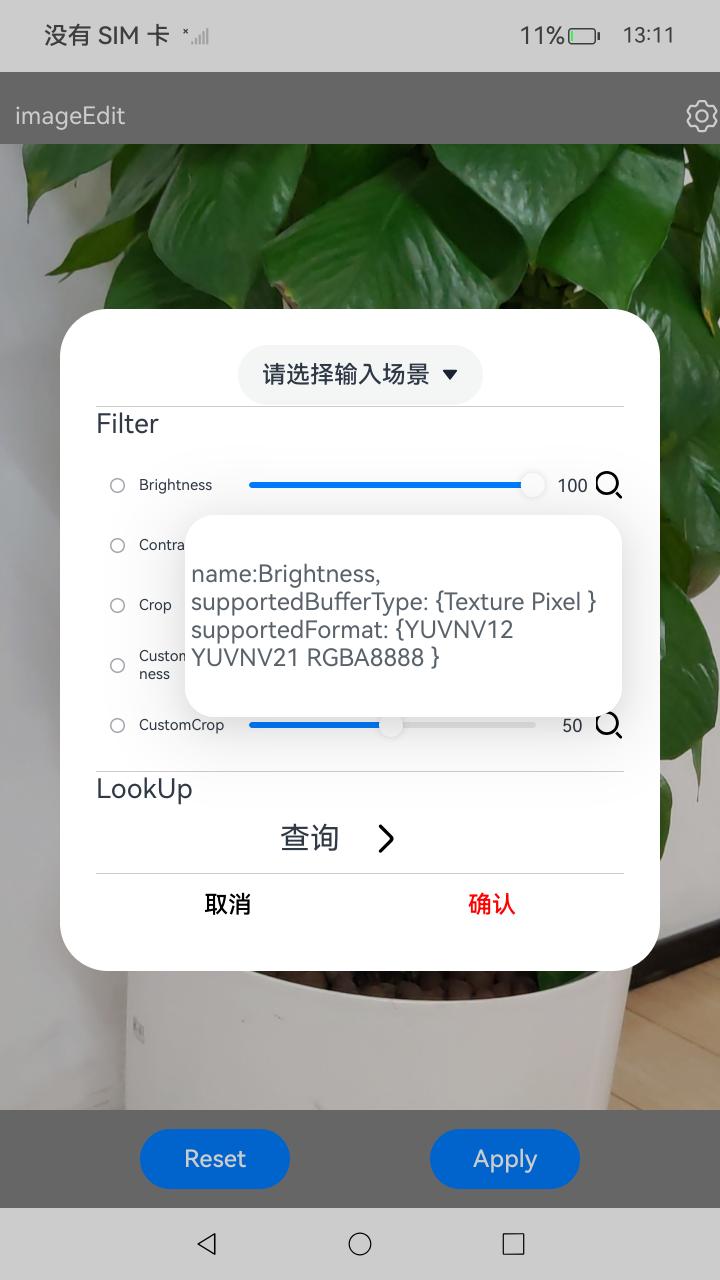 没有 SIM 卡 11% 13:11
imageEdit
请选择输入场景
Filter
Brightness 100
Contra
name:Brightness,
supportedBufferType: {Texture Pixel }
supportedFormat: {YUVNV12
YUVNV21 RGBA8888 }
Crop
Custom
ness
CustomCrop 50
LookUp
查询
取消 确认
Reset Apply